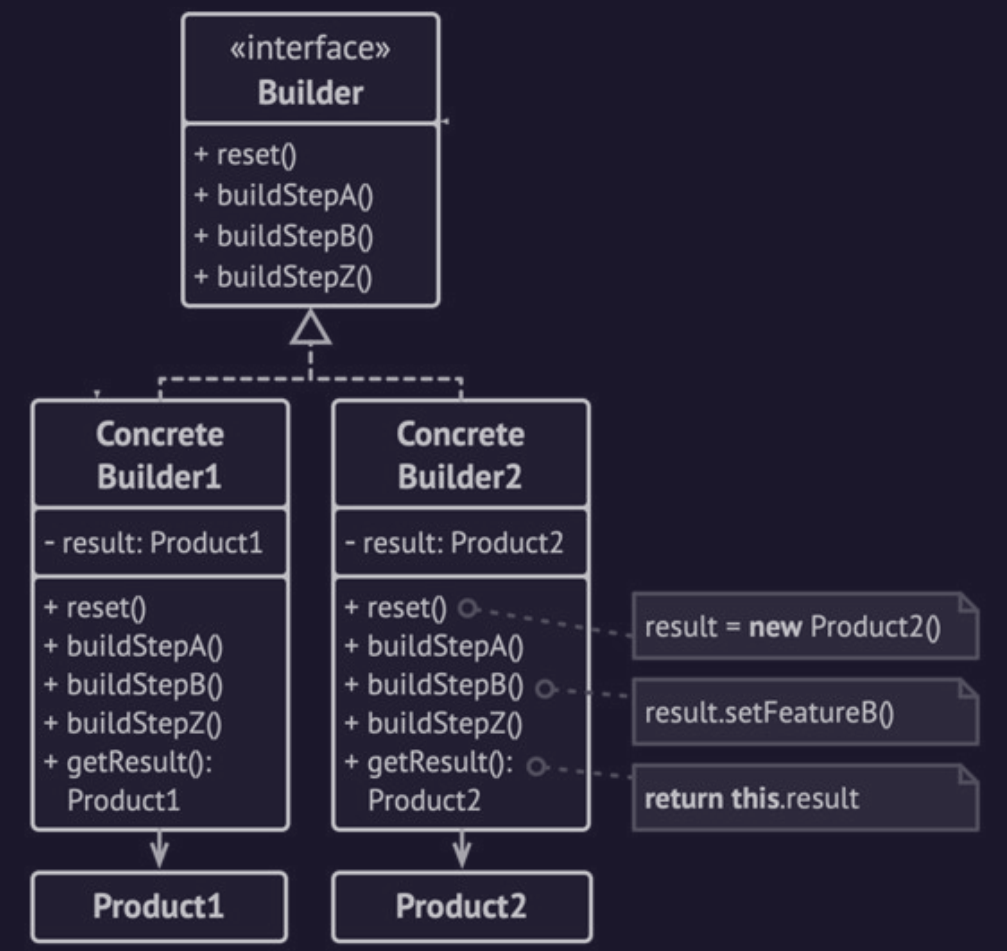 «interface»
Builder
+ reset()
+ buildStepA()
+ buildStepB()
+ buildStepZ()
Concrete
Builder1
- result: Product1
+ reset()
+ buildStepA()
+ buildStepB()
+ buildStepZ()
+ getResult():
Product1
Concrete
Builder2
- result: Product2
+ reset()
+ buildStepA()
+ buildStepB()
+ buildStepZ()
+ getResult():
Product2
result = new Product2()
result.setFeatureB()
return this.result
Product1
Product2